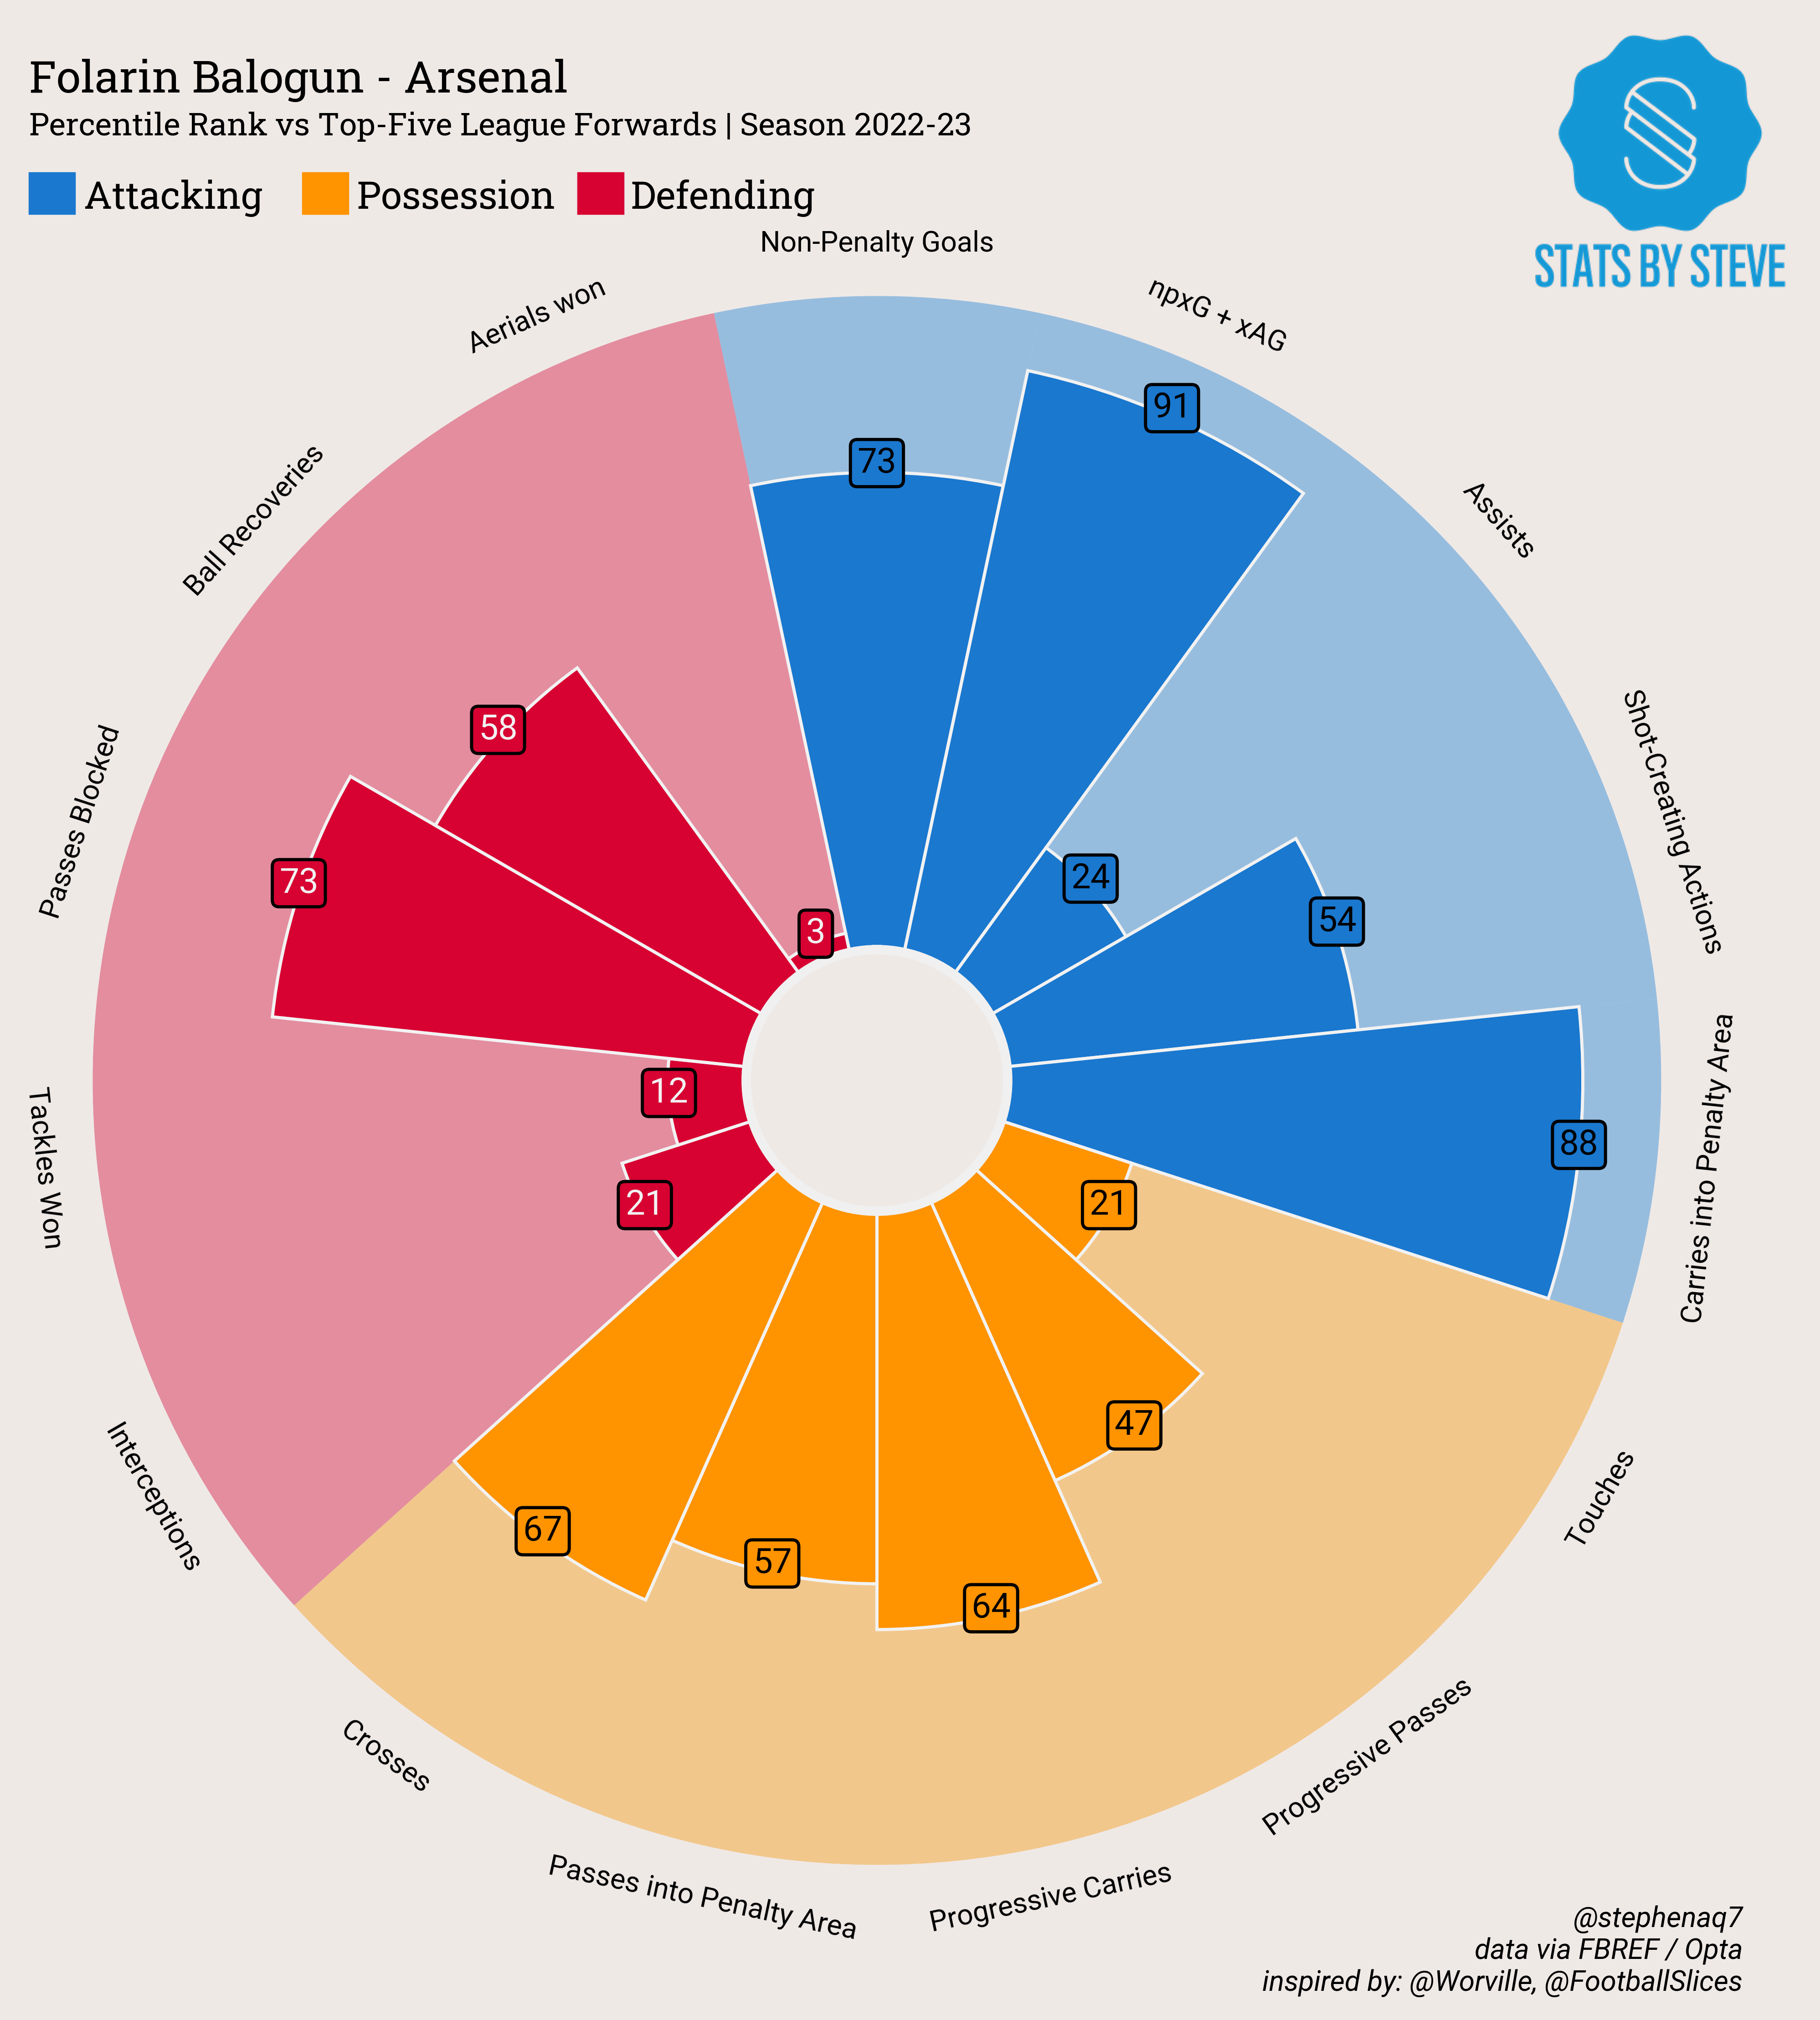 Folarin Balogun - Arsenal
Percentile Rank vs Top-Five League Forwards | Season 2022-23
Attacking
Possession
Defending
STATS BY STEVE
Non-Penalty Goals
73
npxG + xAG
91
Assists
24
Shot-Creating Actions
54
Carries into Penalty Area
88
Touches
21
Progressive Passes
47
Progressive Carries
64
Passes into Penalty Area
57
Crosses
67
Interceptions
21
Tackles Won
12
Passes Blocked
73
Ball Recoveries
58
Aerials won
3
@stephenaq7
data via FBREF / Opta
inspired by: @Worville, @FootballSlices